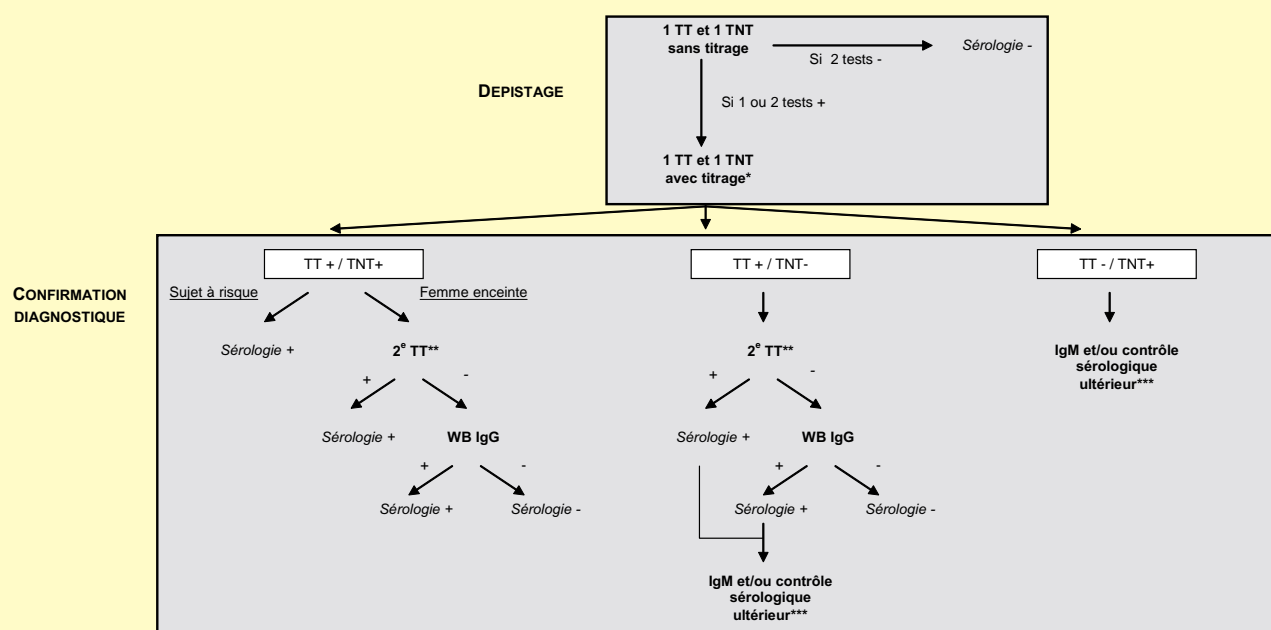 1 TT et 1 TNT
sans titrage
Sérologie -
Si 2 tests -
DEPISTAGE
Si 1 ou 2 tests +
1 TT et 1 TNT
avec titrage*
TT + / TNT+
TT + / TNT-
TT - / TNT+
CONFIRMATION
DIAGNOSTIQUE
Sujet à risque
Femme enceinte
Sérologie +
2e TT**
2e TT**
IgM et/ou contrôle
sérologique
ultérieur***
+
-
+
-
Sérologie +
WB IgG
Sérologie +
WB IgG
+
-
+
-
Sérologie +
Sérologie -
Sérologie +
Sérologie -
IgM et/ou contrôle
sérologique
ultérieur***